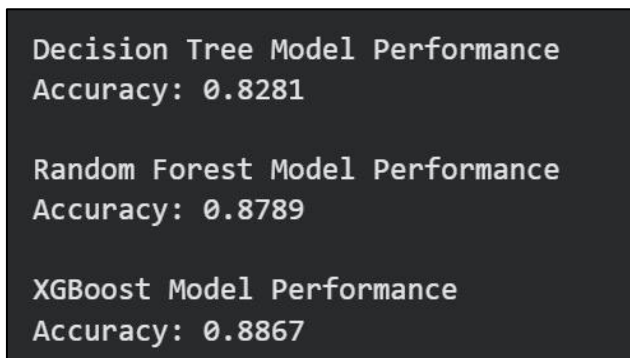 Decision Tree Model Performance
Accuracy: 0.8281
Random Forest Model Performance
Accuracy: 0.8789
XGBoost Model Performance
Accuracy: 0.8867